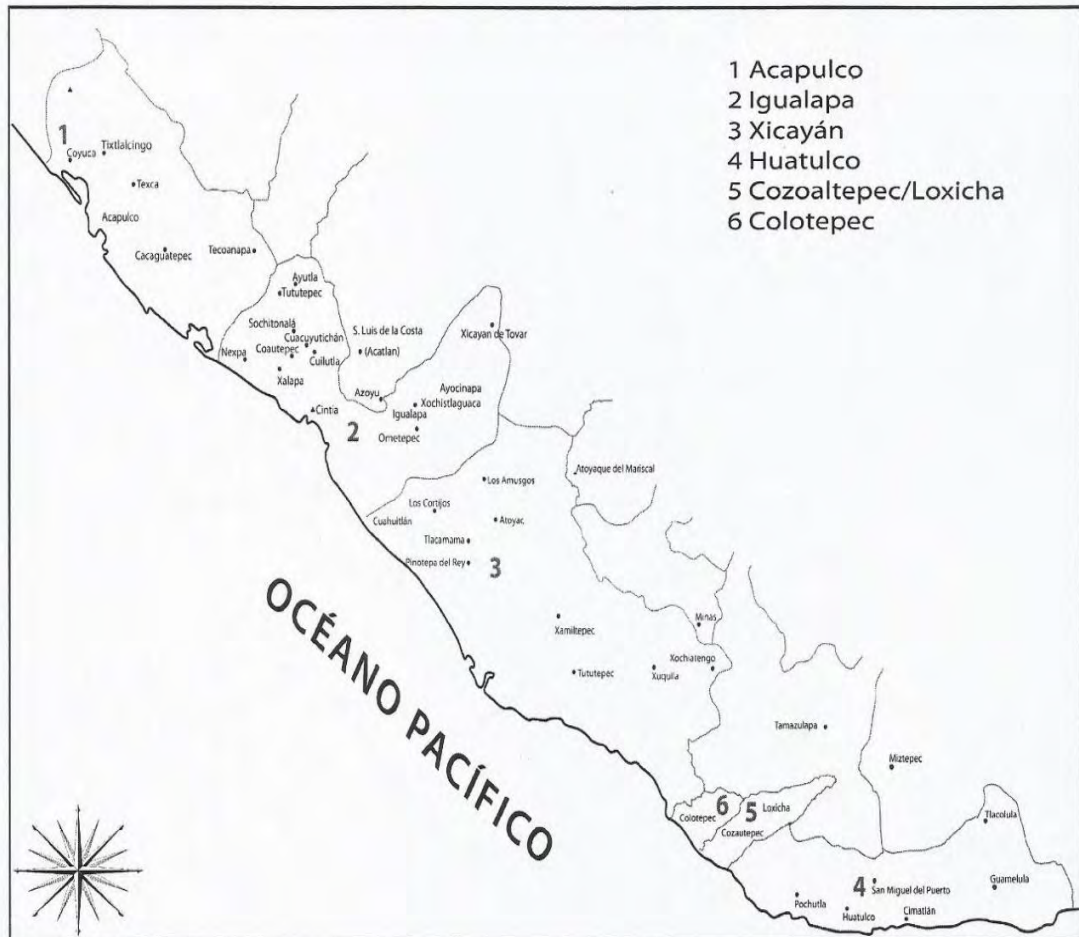 1 Acapulco
2 Igualapa
3 Xicayán
4 Huatulco
5 Cozoaltepec/Loxicha
6 Colotepec
1
Coyuca
Tixtlalcingo
Texca
Acapulco
Cacaguatepec
Tecoanapa
Ayutla
Tututepec
Sochitonalá
Cuacuyutichán
Nexpa
Coautepec
Cuilutla
Xalapa
S. Luis de la Costa
(Acatlan)
Xicayan de Tovar
Azoyu
Ayocinapa
Xochistlaguaca
Igualapa
Cintla
2
Ometepec
Atoyaque del Mariscal
Los Amusgos
Los Cortijos
Cuahuitlán
Atoyac
Tlacamama
Pinotepa del Rey
3
Xamiltepec
Minas
Xochiatengo
Tututepec
Xuquila
OCÉANO PACÍFICO
Tamazulapa
Miztepec
6
5
Loxicha
Colotepec
Cozautepec
Tlacolula
4
San Miguel del Puerto
Guamelula
Pochutla
Huatulco
Cimatlán